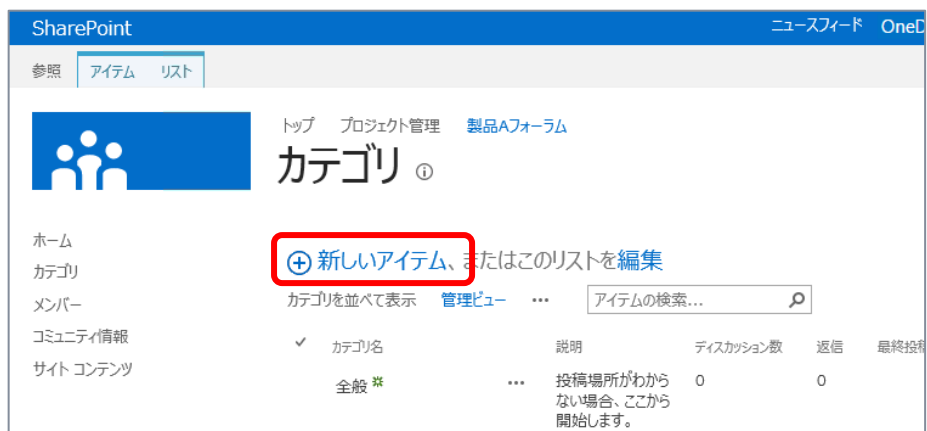 SharePoint ニュースフィード OneD
参照 アイテム リスト
トップ プロジェクト管理 製品Aフォーラム
カテゴリ
ホーム
カテゴリ
メンバー
コミュニティ情報
サイト コンテンツ
新しいアイテム、またはこのリストを編集
カテゴリを並べて表示 管理ビュー ••• アイテムの検索...
カテゴリ名 説明 ディスカッション数 返信 最終投稿
全般 ••• 投稿場所がわから 0 0
ない場合、ここから
開始します。